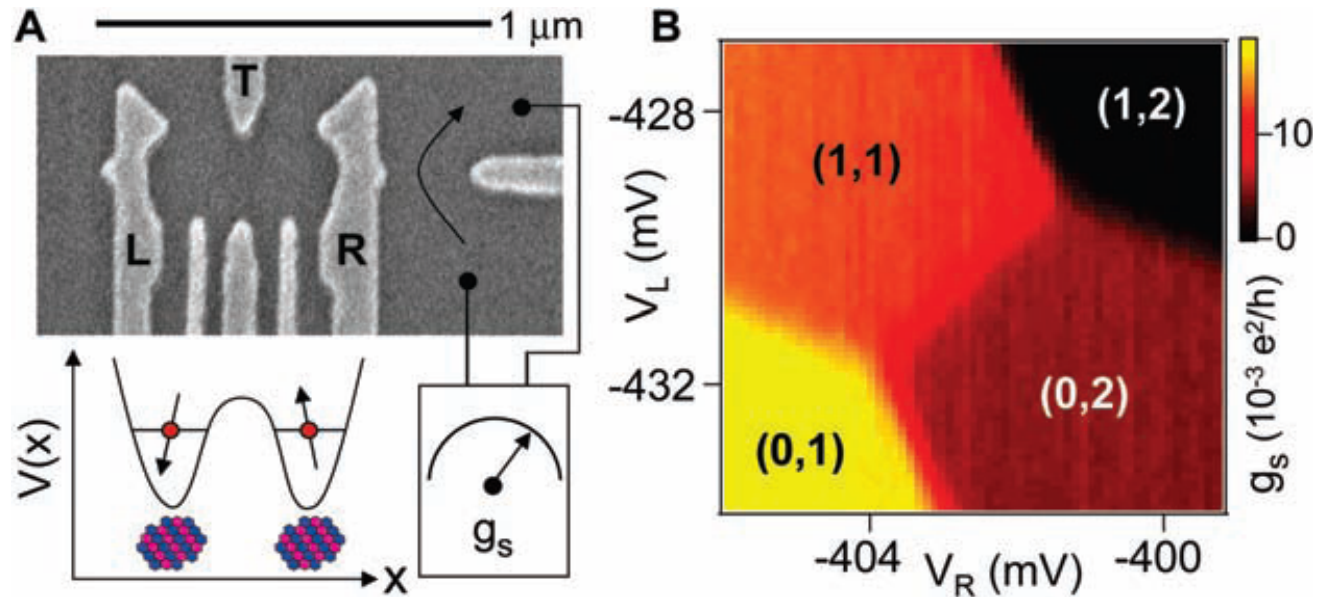 A
1 μm
T
L
R
V(x)
X
g_s
B
-428
-432
V_L (mV)
(1,1)
(1,2)
(0,1)
(0,2)
-404
V_R (mV)
-400
10
0
g_s (10^-3 e^2/h)